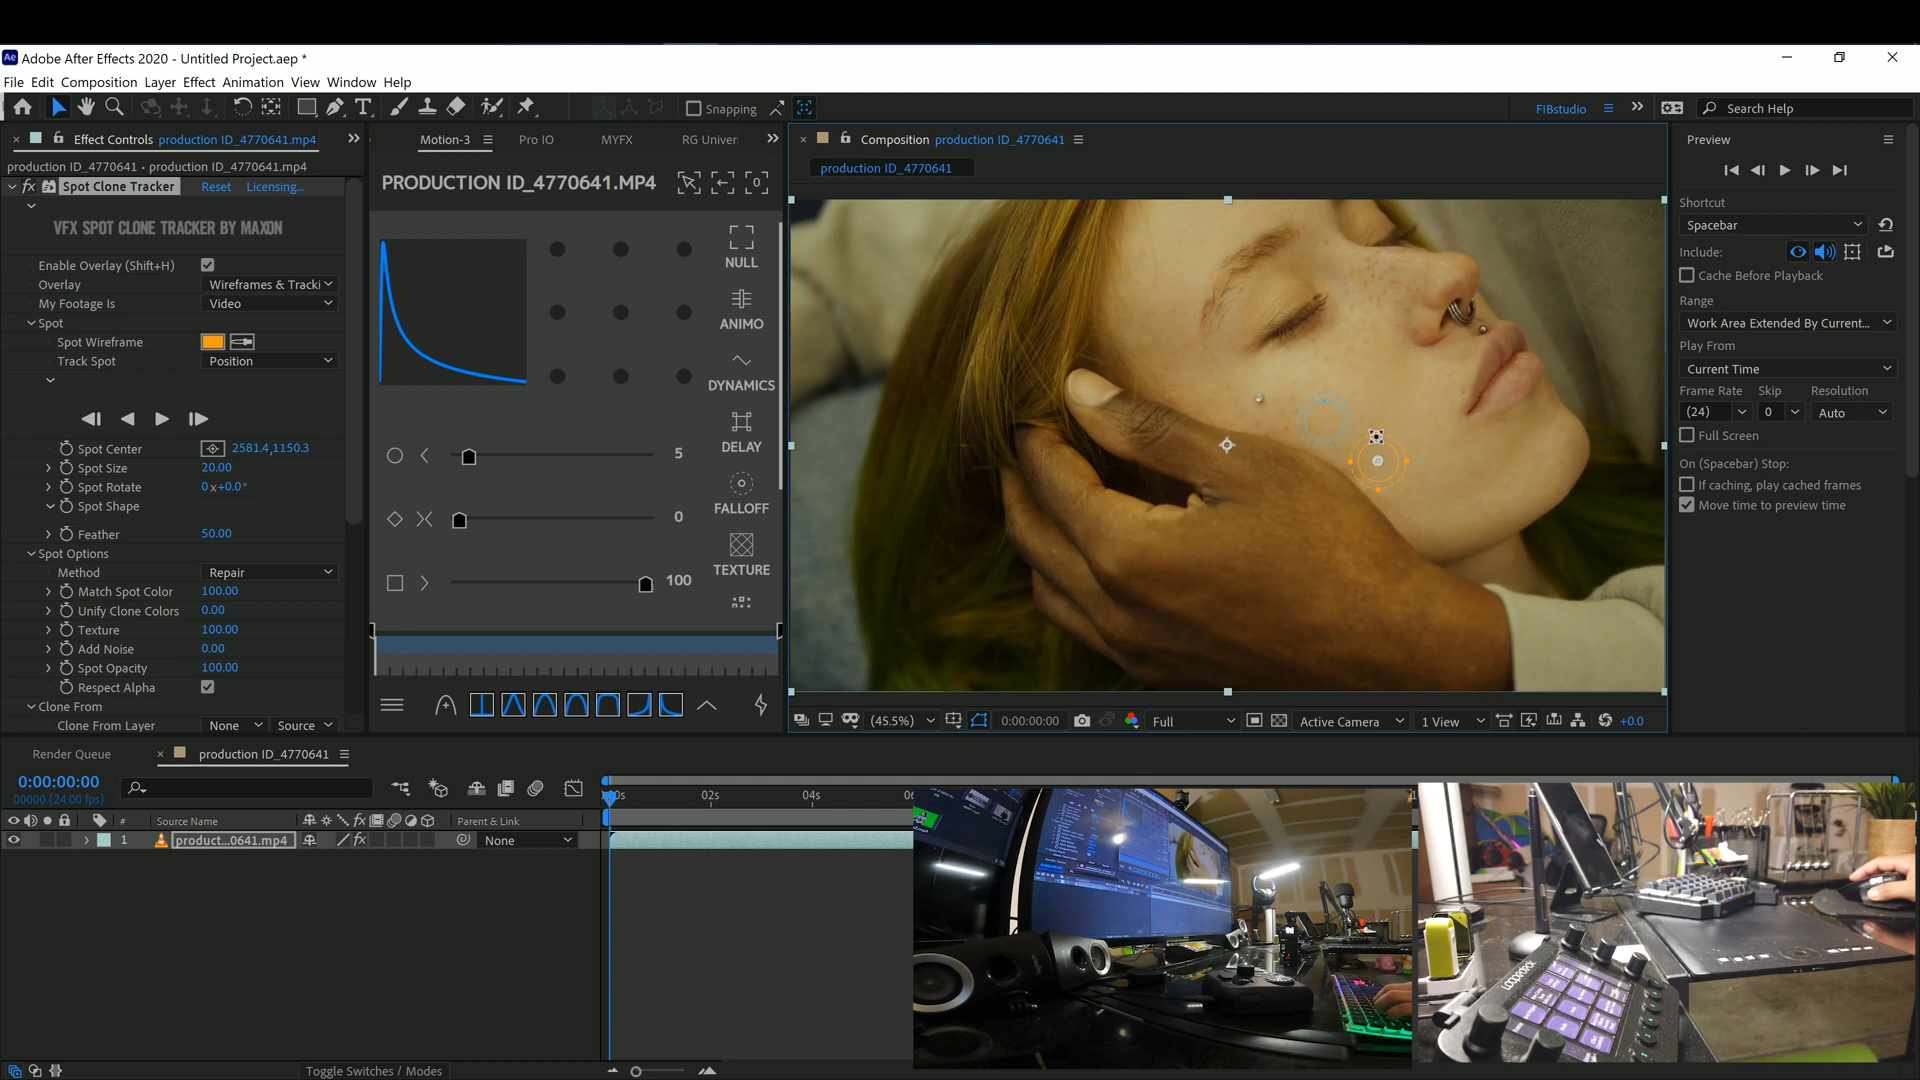 Adobe After Effects 2020 - Untitled Project.aep *
File Edit Composition Layer Effect Animation View Window Help
Snapping
FIBstudio
Search Help
Effect Controls production ID_4770641.mp4
production ID_4770641 • production ID_4770641.mp4
fx Spot Clone Tracker Reset Licensing...
VFX SPOT CLONE TRACKER BY MAXON
Enable Overlay (Shift+H)
Overlay Wireframes & Tracki
My Footage Is Video
Spot
Spot Wireframe
Track Spot Position
Spot Center 2581.4,1150.3
Spot Size 20.00
Spot Rotate 0x+0.0°
Spot Shape
Feather 50.00
Spot Options
Method Repair
Match Spot Color 100.00
Unify Clone Colors 0.00
Texture 100.00
Add Noise 0.00
Spot Opacity 100.00
Respect Alpha
Clone From
Clone From Layer None Source
Motion-3 Pro IO MYFX RG Univer
PRODUCTION ID_4770641.MP4
NULL
ANIMO
DYNAMICS
DELAY
FALLOFF
TEXTURE
5
0
100
Composition production ID_4770641
production ID_4770641
(45.5%) 0:00:00:00 Full Active Camera 1 View +0.0
Preview
Shortcut
Spacebar
Include:
Cache Before Playback
Range
Work Area Extended By Current...
Play From
Current Time
Frame Rate Skip Resolution
(24) 0 Auto
Full Screen
On (Spacebar) Stop:
If caching, play cached frames
Move time to preview time
Render Queue production ID_4770641
0:00:00:00
00000 (24.00 fps)
02s 04s
# Source Name Parent & Link
1 product...0641.mp4 None
Toggle Switches / Modes
LOUPEDECK